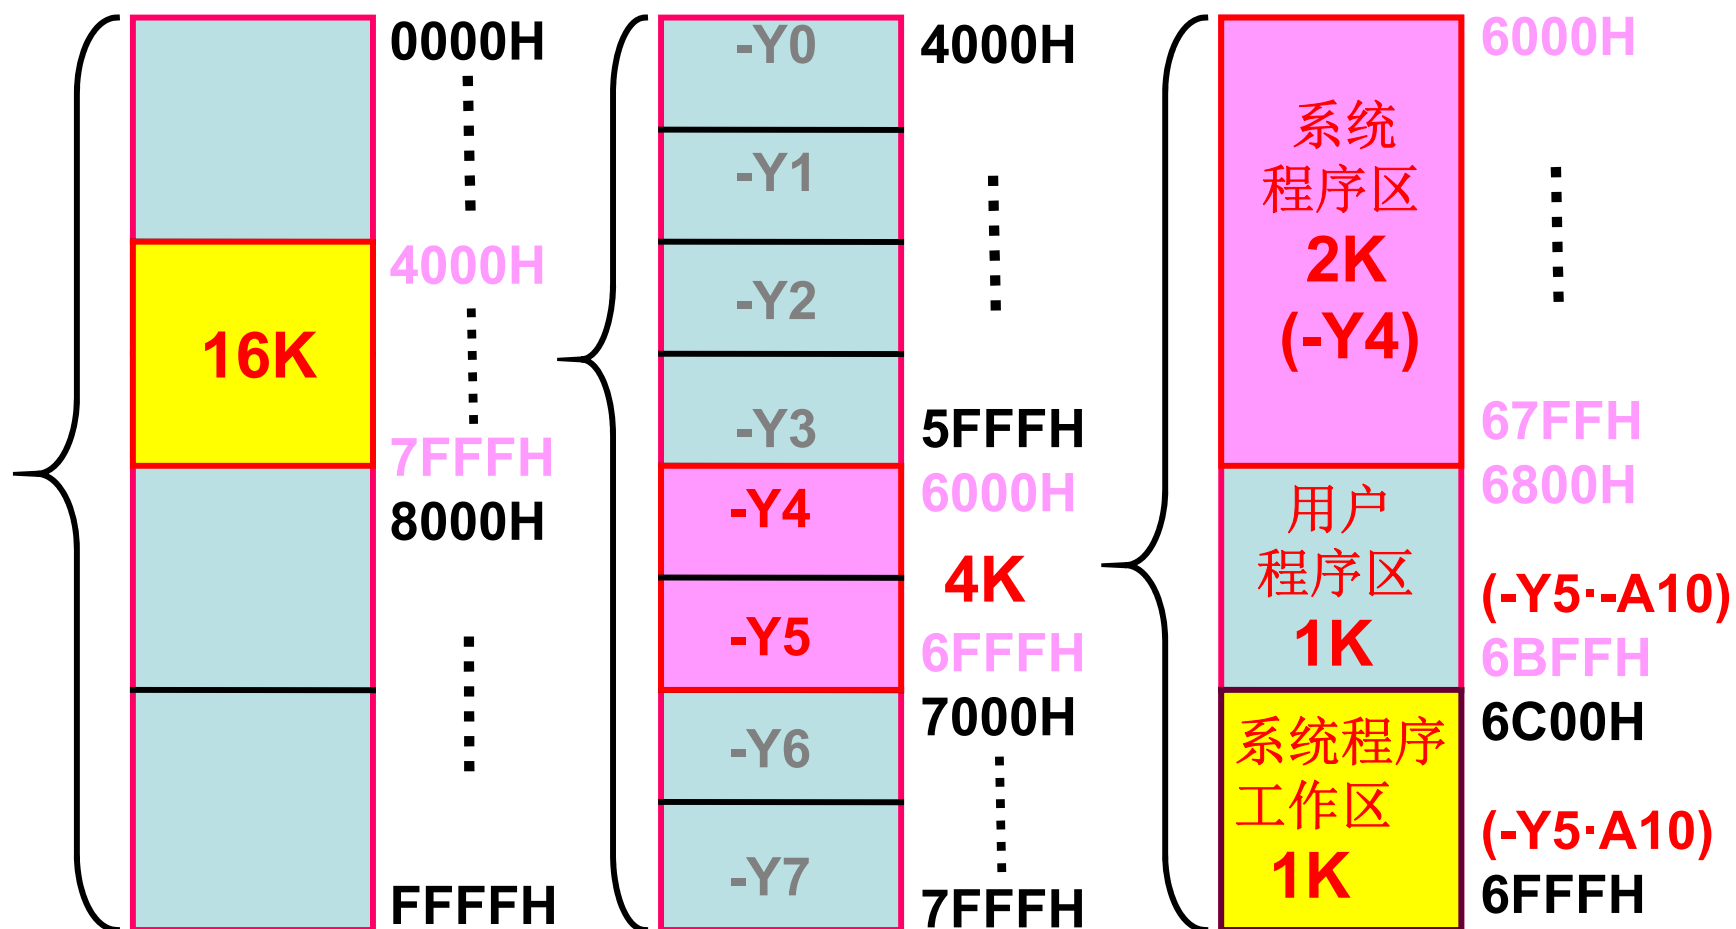 0000H
4000H
16K
7FFFH
8000H
FFFFH
-Y0
4000H
-Y1
-Y2
-Y3
5FFFH
-Y4
6000H
4K
-Y5
6FFFH
7000H
-Y6
-Y7
7FFFH
6000H
系统
程序区
2K
(-Y4)
67FFH
6800H
用户
程序区
(-Y5·-A10)
1K
6BFFH
6C00H
系统程序
工作区
(-Y5·A10)
1K
6FFFH